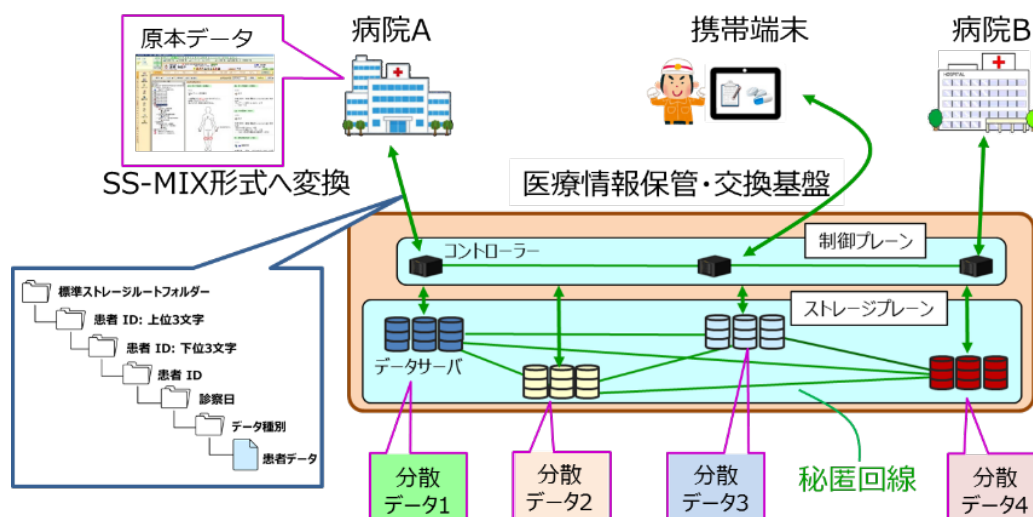 原本データ
病院A
携帯端末
病院B
HOSPITAL
SS-MIX形式へ変換
医療情報保管・交換基盤
コントローラー
制御プレーン
ストレージプレーン
データサーバ
標準ストレージルートフォルダー
患者 ID: 上位3文字
患者 ID: 下位3文字
患者 ID
診察日
データ種別
患者データ
分散
データ1
分散
データ2
分散
データ3
秘匿回線
分散
データ4